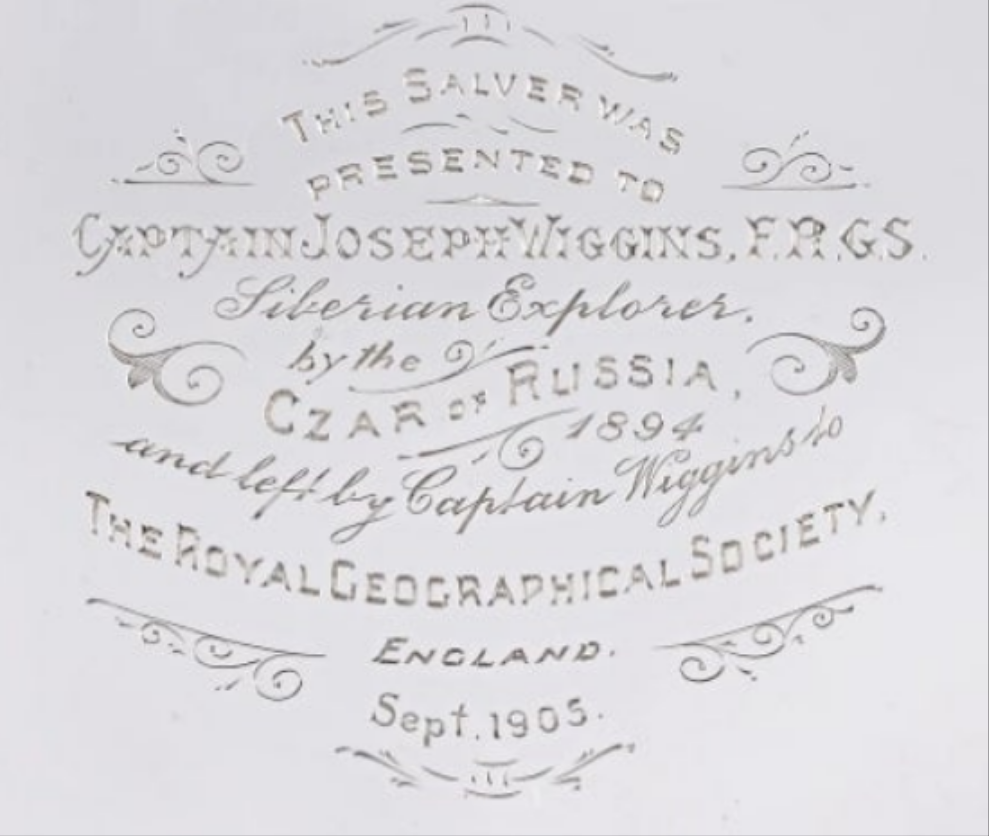 THIS SALVER WAS
PRESENTED TO
CAPTAIN JOSEPH WIGGINS, F.R.G.S.
Siberian Explorer.
by the
CZAR OF RUSSIA,
1894
and left by Captain Wiggins to
THE ROYAL GEOGRAPHICAL SOCIETY,
ENGLAND.
Sept. 1905.